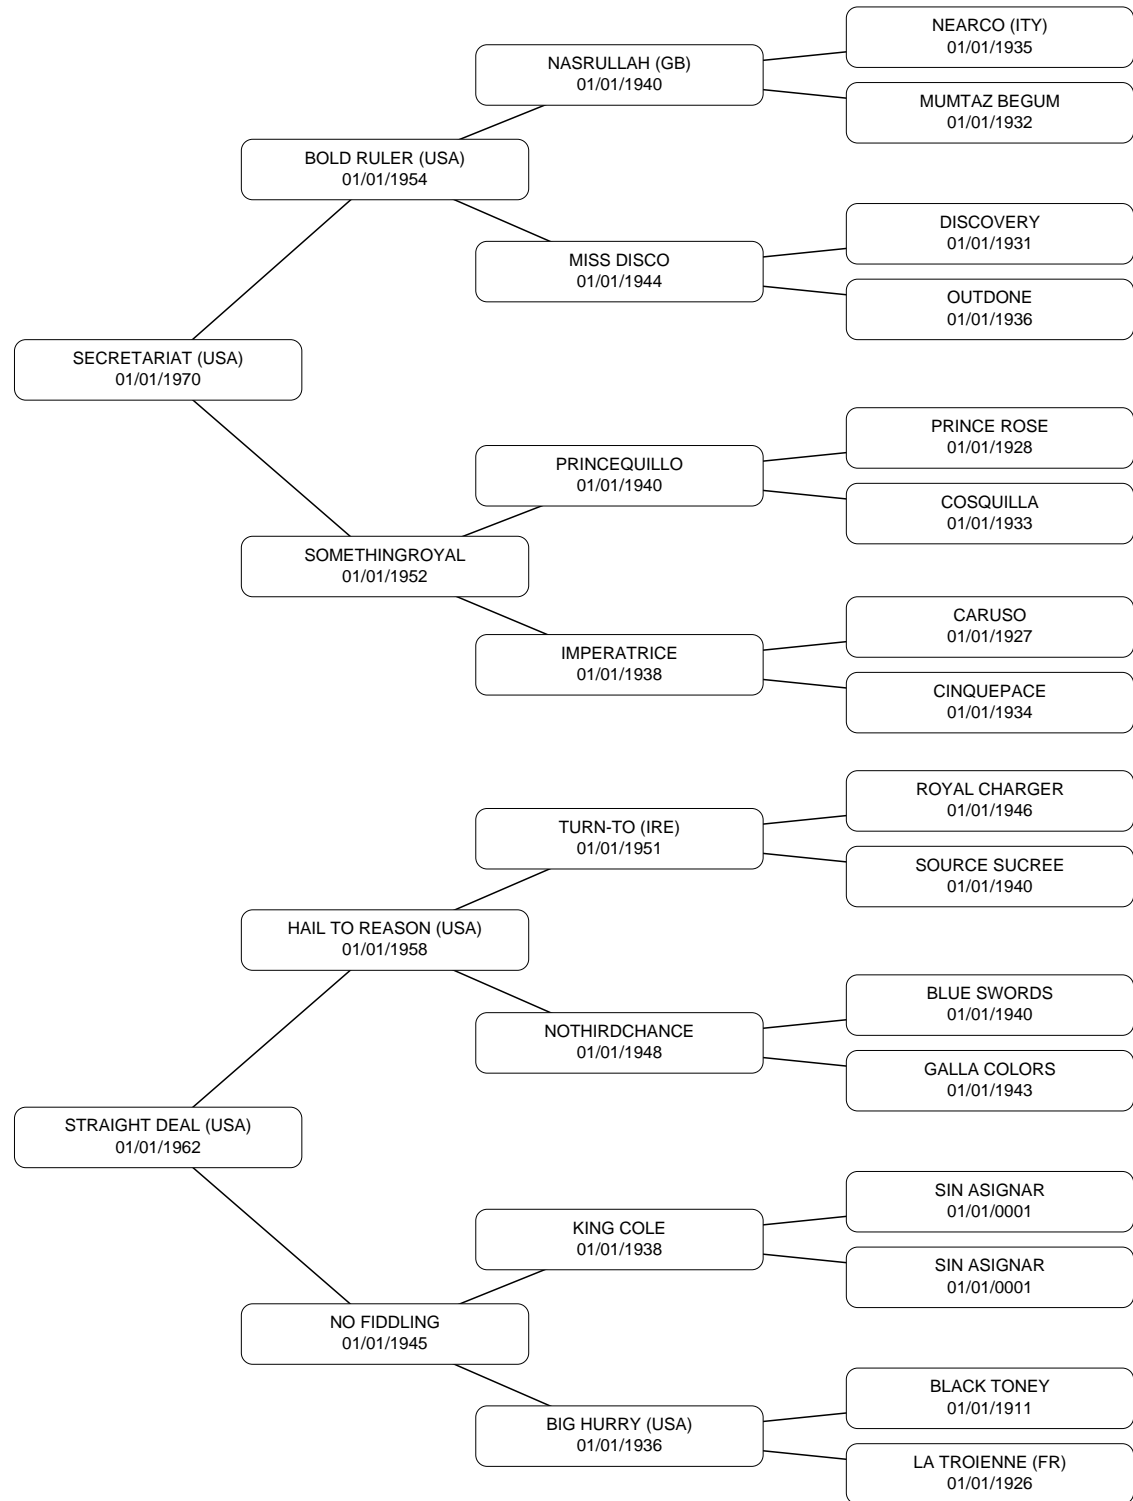 NEARCO (ITY)
01/01/1935
NASRULLAH (GB)
01/01/1940
MUMTAZ BEGUM
01/01/1932
BOLD RULER (USA)
01/01/1954
DISCOVERY
01/01/1931
MISS DISCO
01/01/1944
OUTDONE
01/01/1936
SECRETARIAT (USA)
01/01/1970
PRINCE ROSE
01/01/1928
PRINCEQUILLO
01/01/1940
COSQUILLA
01/01/1933
SOMETHINGROYAL
01/01/1952
CARUSO
01/01/1927
IMPERATRICE
01/01/1938
CINQUEPACE
01/01/1934
ROYAL CHARGER
01/01/1946
TURN-TO (IRE)
01/01/1951
SOURCE SUCREE
01/01/1940
HAIL TO REASON (USA)
01/01/1958
BLUE SWORDS
01/01/1940
NOTHIRDCHANCE
01/01/1948
GALLA COLORS
01/01/1943
STRAIGHT DEAL (USA)
01/01/1962
SIN ASIGNAR
01/01/0001
KING COLE
01/01/1938
SIN ASIGNAR
01/01/0001
NO FIDDLING
01/01/1945
BLACK TONEY
01/01/1911
BIG HURRY (USA)
01/01/1936
LA TROIENNE (FR)
01/01/1926